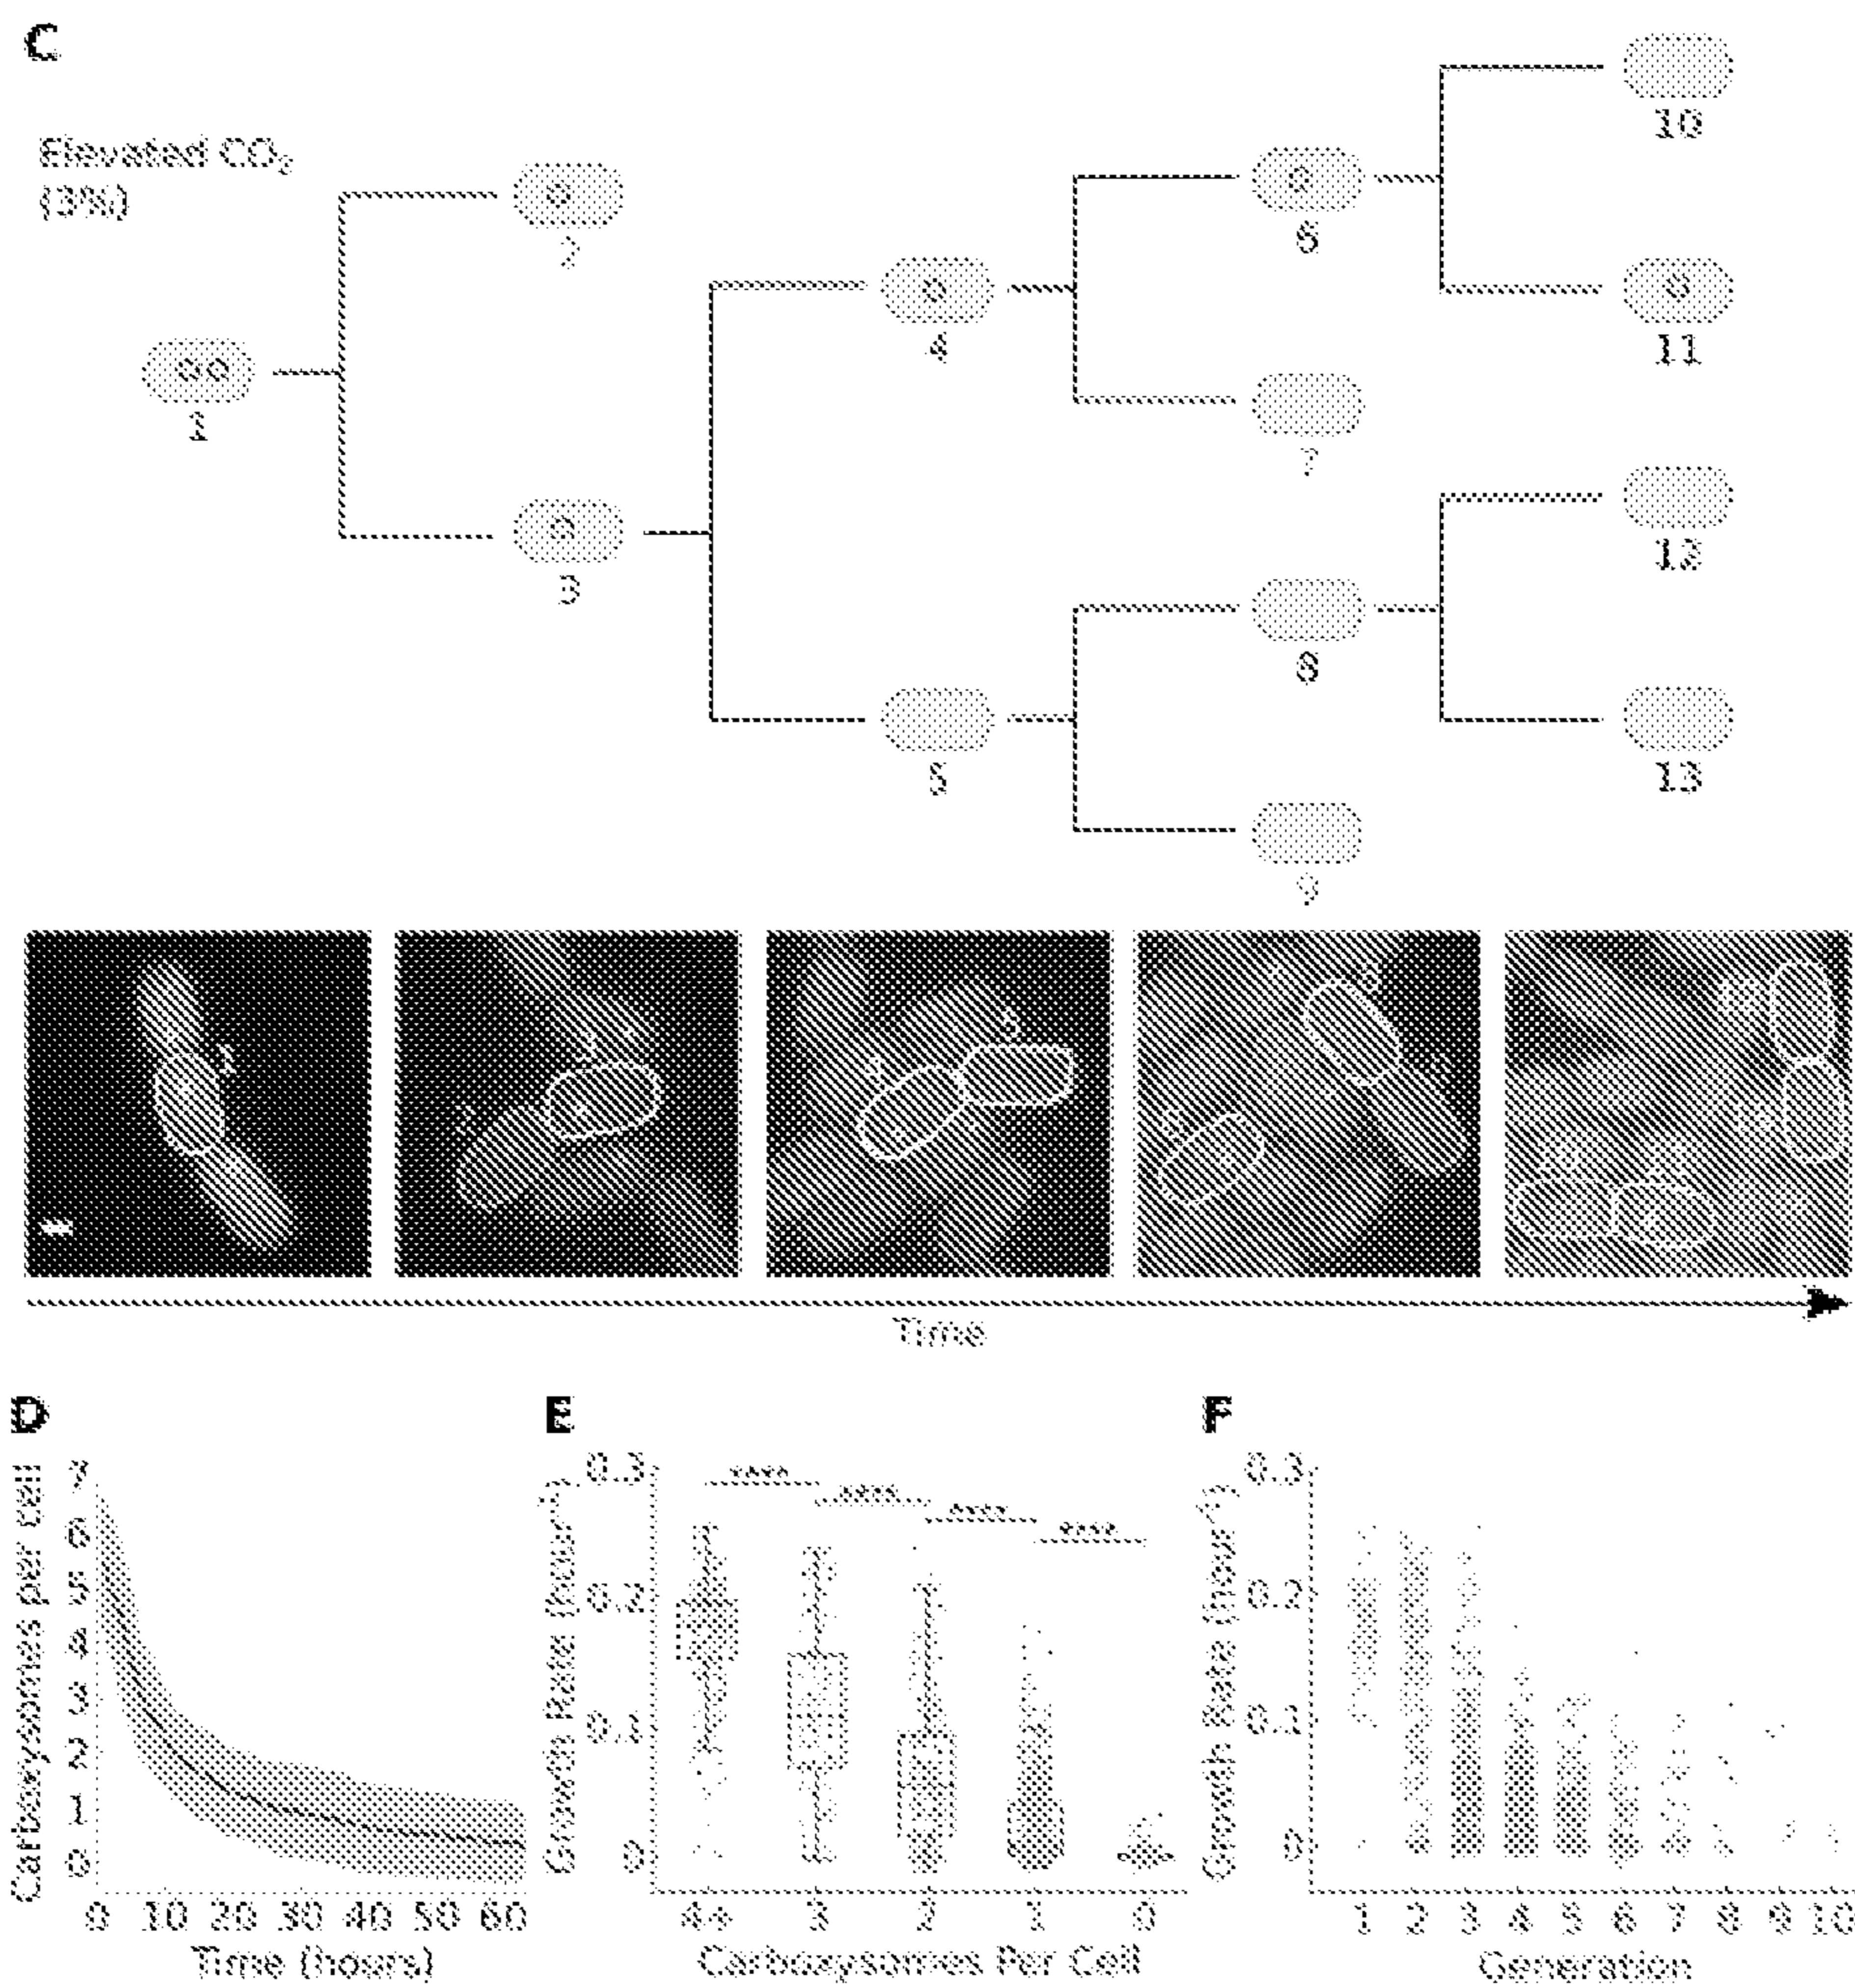 C
Elevated CO₂
(3%)
1
2
3
4
5
6
7
8
9
10
11
12
13
1
3
4
5
Time
D
Carboxysomes per cell
7
6
5
4
3
2
1
0
0 10 20 30 40 50 60
Time (hours)
E
Growth Rate (hour⁻¹)
0.3
0.2
0.1
0
****
****
****
****
4+ 3 2 1 0
Carboxysomes Per Cell
F
Growth Rate (hour⁻¹)
0.3
0.2
0.1
0
1 2 3 4 5 6 7 8 9 10
Generation